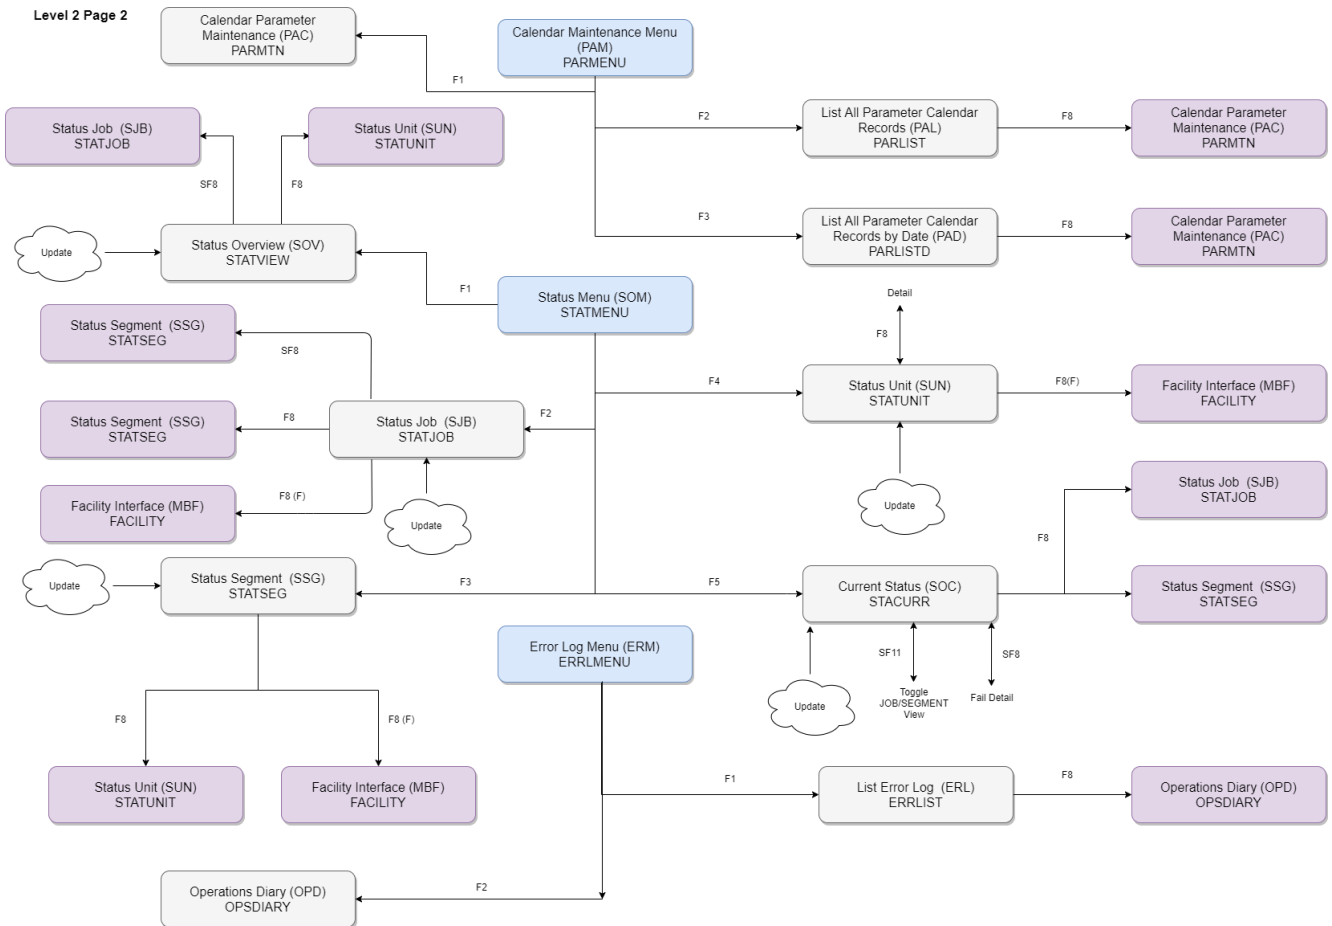 Level 2 Page 2
Calendar Parameter
Maintenance (PAC)
PARMTN
Calendar Maintenance Menu
(PAM)
PARMENU
F1
Status Job (SJB)
STATJOB
Status Unit (SUN)
STATUNIT
F2
List All Parameter Calendar
Records (PAL)
PARLIST
F8
Calendar Parameter
Maintenance (PAC)
PARMTN
SF8
F8
F3
List All Parameter Calendar
Records by Date (PAD)
PARLISTD
F8
Calendar Parameter
Maintenance (PAC)
PARMTN
Update
Status Overview (SOV)
STATVIEW
F1
Status Menu (SOM)
STATMENU
Detail
F8
Status Segment (SSG)
STATSEG
SF8
F4
Status Unit (SUN)
STATUNIT
F8(F)
Facility Interface (MBF)
FACILITY
Status Segment (SSG)
STATSEG
F8
Status Job (SJB)
STATJOB
F2
Facility Interface (MBF)
FACILITY
F8 (F)
Update
Update
Status Job (SJB)
STATJOB
F8
Update
Status Segment (SSG)
STATSEG
F3
F5
Current Status (SOC)
STACURR
Status Segment (SSG)
STATSEG
Error Log Menu (ERM)
ERRLMENU
SF11
SF8
Update
Toggle
JOB/SEGMENT
View
Fail Detail
F8
F8 (F)
Status Unit (SUN)
STATUNIT
Facility Interface (MBF)
FACILITY
F1
List Error Log (ERL)
ERRLIST
F8
Operations Diary (OPD)
OPSDIARY
Operations Diary (OPD)
OPSDIARY
F2